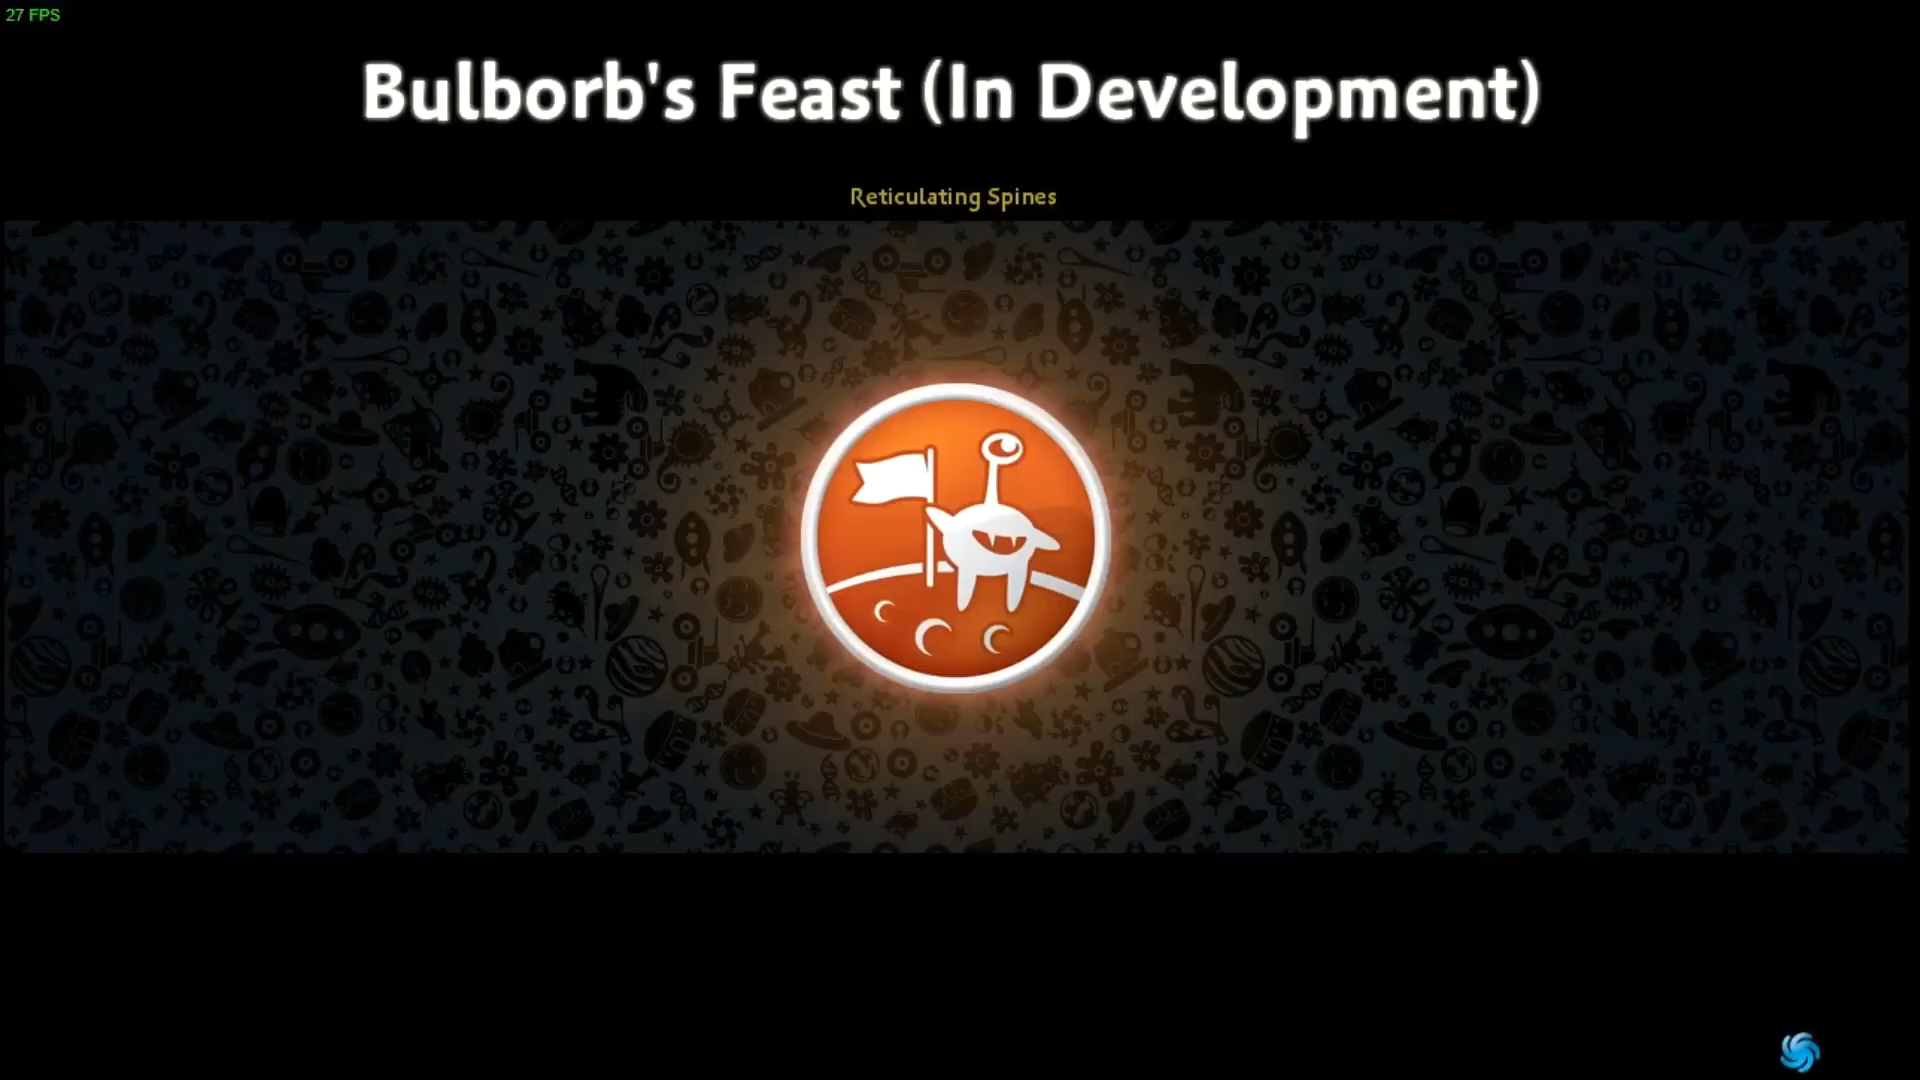 27 FPS
Bulborb's Feast (In Development)
Reticulating Spines